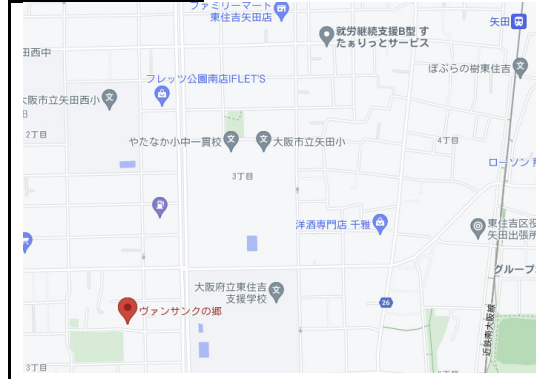 ファミリーマート
東住吉矢田店
矢田
就労継続支援B型 す
たぁりっとサービス
田西中
ぽぷらの樹東住吉
フレッツ公園南店IFLET'S
大阪市立矢田西小
2丁目
やたなか小中一貫校
大阪市立矢田小
4丁目
3丁目
ローソン
洋酒専門店 千雅
東住吉区役
矢田出張所
グループ
大阪府立東住吉
支援学校
26
ヴァンサンクの郷
近鉄南大阪線
3丁目